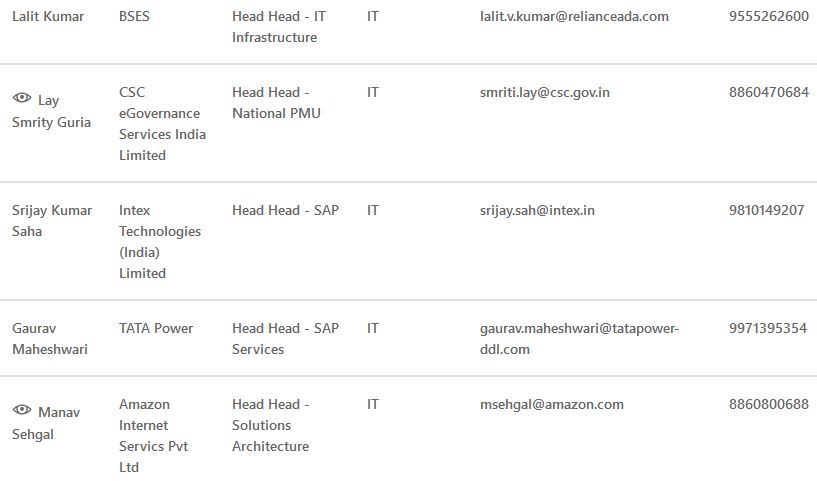 Lalit Kumar BSES Head Head - IT IT lalit.v.kumar@relianceada.com 9555262600
Infrastructure
Lay CSC Head Head - IT smriti.lay@csc.gov.in 8860470684
Smrity Guria eGovernance National PMU
Services India
Limited
Srijay Kumar Intex Head Head - SAP IT srijay.sah@intex.in 9810149207
Saha Technologies
(India)
Limited
Gaurav TATA Power Head Head - SAP IT gaurav.maheshwari@tatapower- 9971395354
Maheshwari Services ddl.com
Manav Amazon Head Head - IT msehgal@amazon.com 8860800688
Sehgal Internet Solutions
Servics Pvt Architecture
Ltd